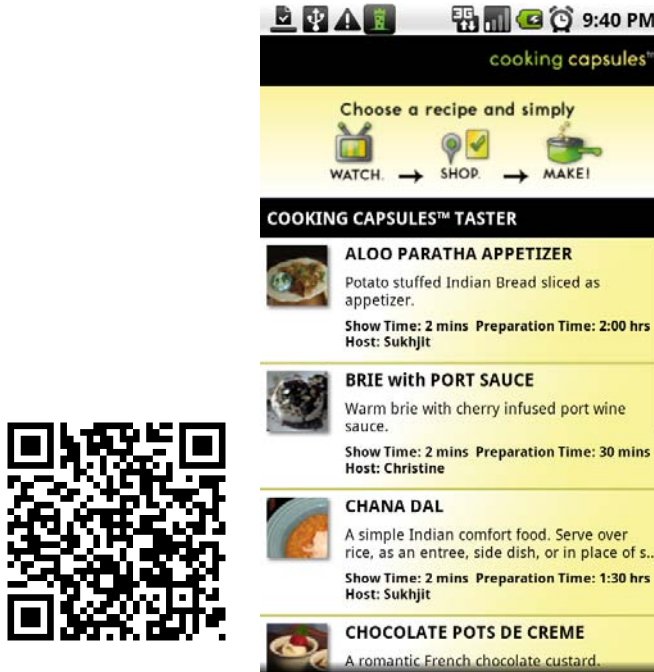 3G
9:40 PM
cooking capsules™
Choose a recipe and simply
WATCH. → SHOP. → MAKE!
COOKING CAPSULES™ TASTER
ALOO PARATHA APPETIZER
Potato stuffed Indian Bread sliced as
appetizer.
Show Time: 2 mins Preparation Time: 2:00 hrs
Host: Sukhjit
BRIE with PORT SAUCE
Warm brie with cherry infused port wine
sauce.
Show Time: 2 mins Preparation Time: 30 mins
Host: Christine
CHANA DAL
A simple Indian comfort food. Serve over
rice, as an entree, side dish, or in place of s..
Show Time: 2 mins Preparation Time: 1:30 hrs
Host: Sukhjit
CHOCOLATE POTS DE CREME
A romantic French chocolate custard.